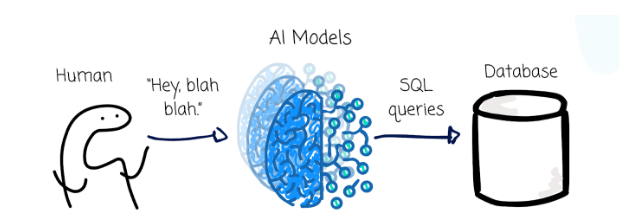 AI Models
Human
"Hey, blah
blah."
SQL
queries
Database